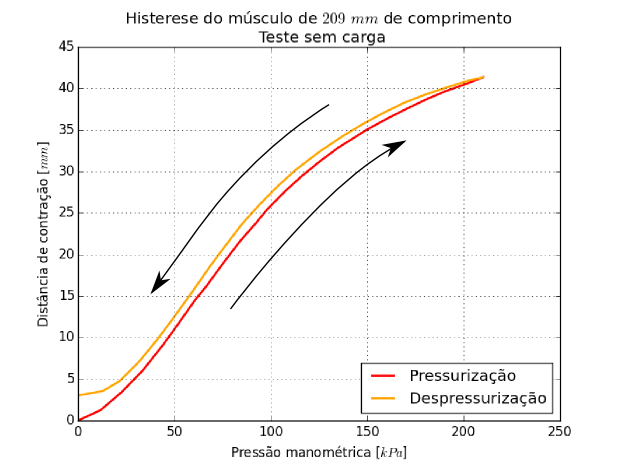 Histerese do músculo de 209 mm de comprimento
Teste sem carga
45
40
35
30
25
20
15
10
5
0
Distância de contração [mm]
0 50 100 150 200 250
Pressão manométrica [kPa]
Pressurização
Despressurização